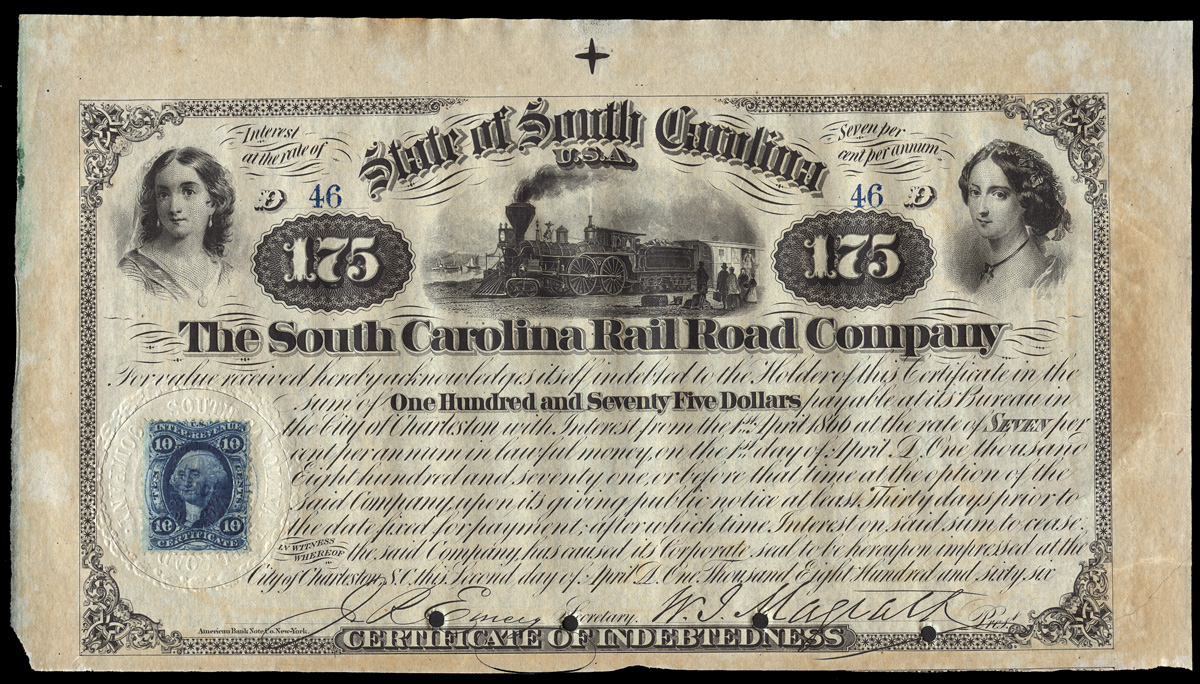 Interest
at the rate of
State of South Carolina
U.S.A.
Seven per
cent per annum
D 46
46 D
175
175
The South Carolina Rail Road Company
For value received hereby acknowledges itself indebted to the Holder of this Certificate in the
sum of One Hundred and Seventy Five Dollars payable at its Bureau in
the City of Charleston with Interest from the 1st April 1866 at the rate of SEVEN per
cent per annum in lawful money, on the 1st day of April A.D. One thousand
Eight hundred and seventy one, or before that time at the option of the
said Company, upon its giving public notice at least Thirty days prior to
the date fixed for payment; after which time, Interest on said sum to cease.
IN WITNESS
WHEREOF the said Company, has caused its Corporate seal to be hereupon impressed at the
City of Charleston, S.C. this Second day of April A.D. One Thousand Eight Hundred and sixty six
INTER. REVENUE
10 10
TEN CENTS
10 10
CERTIFICATE
SOUTH
Secretary.
W. J. Magrath Prest.
American Bank Note Co. New-York.
CERTIFICATE OF INDEBTEDNESS